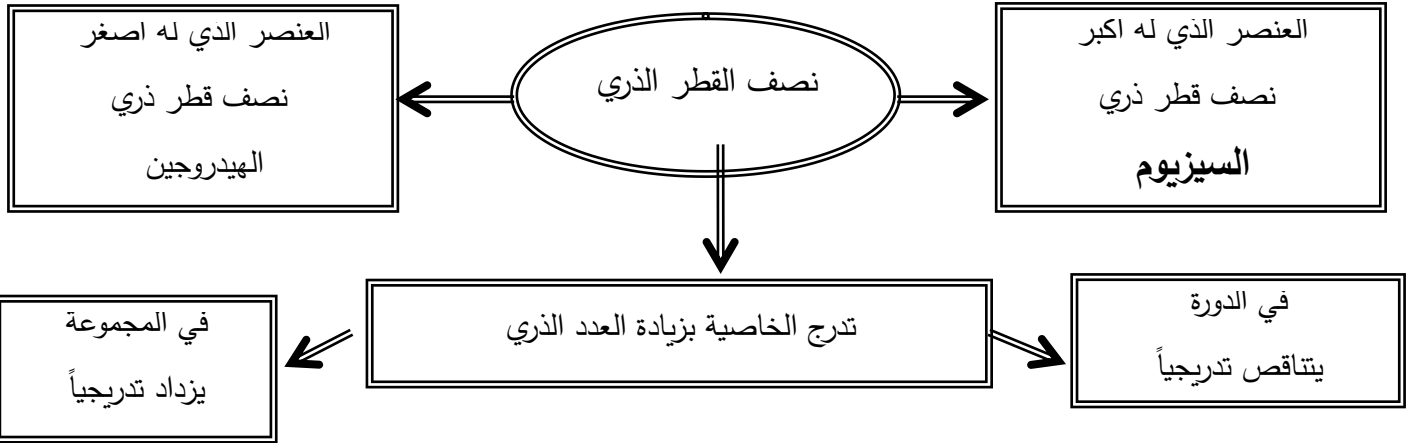 العنصر الذي له اكبر
نصف قطر ذري
السيزيوم
نصف القطر الذري
العنصر الذي له اصغر
نصف قطر ذري
الهيدروجين
في الدورة
يتناقص تدريجياً
تدرج الخاصية بزيادة العدد الذري
في المجموعة
يزداد تدريجياً